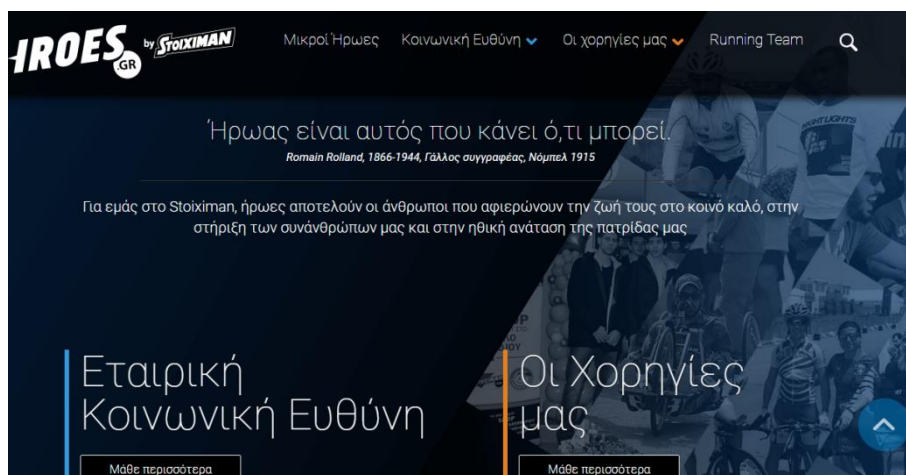 IROES.GR by STOIXIMAN
Μικροί Ήρωες Κοινωνική Ευθύνη Οι χορηγίες μας Running Team
Ήρωας είναι αυτός που κάνει ό,τι μπορεί.
Romain Rolland, 1866-1944, Γάλλος συγγραφέας, Νόμπελ 1915
Για εμάς στο Stoiximan, ήρωες αποτελούν οι άνθρωποι που αφιερώνουν την ζωή τους στο κοινό καλό, στην
στήριξη των συνάνθρώπων μας και στην ηθική ανάταση της πατρίδας μας
Εταιρική
Κοινωνική Ευθύνη
Μάθε περισσότερα
Οι Χορηγίες
μας
Μάθε περισσότερα